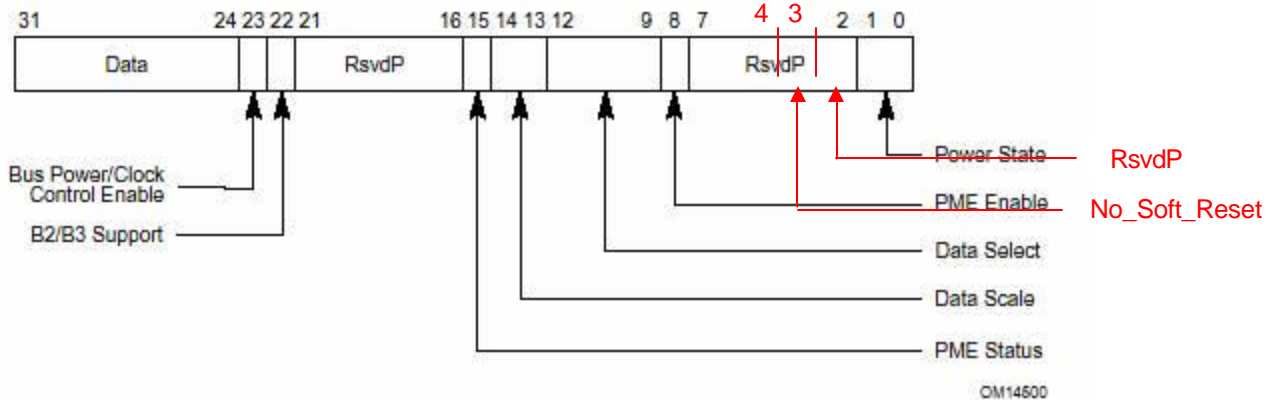 31 24 23 22 21 16 15 14 13 12 9 8 7 4 3 2 1 0
Data RsvdP RsvdP
Bus Power/Clock
Control Enable
B2/B3 Support
Power State
RsvdP
PME Enable
No_Soft_Reset
Data Select
Data Scale
PME Status
OM14500